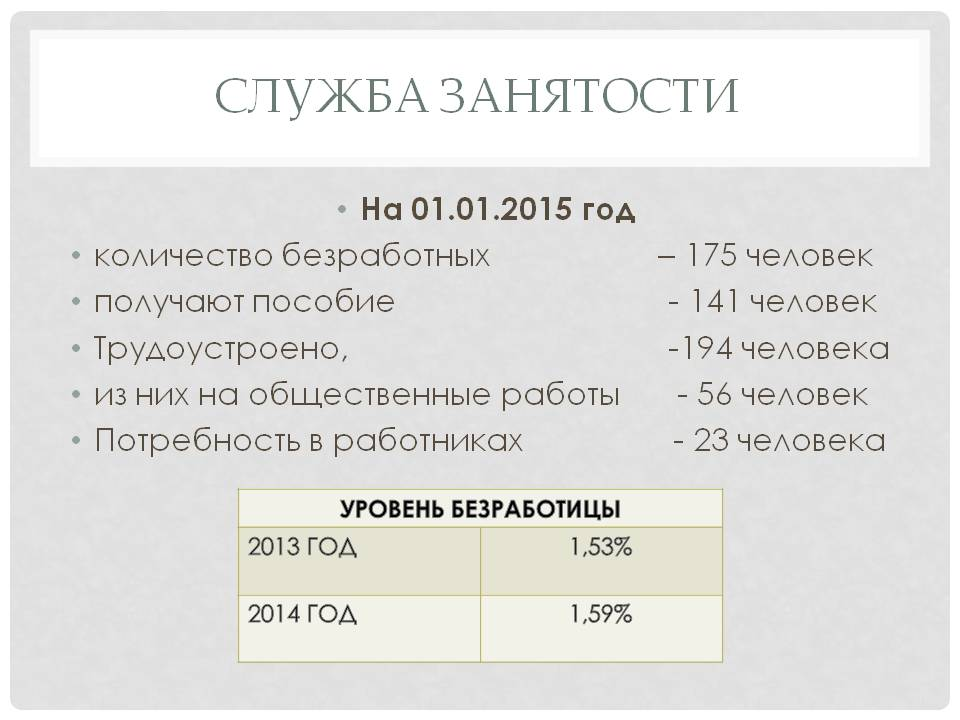 СЛУЖБА ЗАНЯТОСТИ
• На 01.01.2015 год
• количество безработных – 175 человек
• получают пособие - 141 человек
• Трудоустроено, -194 человека
• из них на общественные работы - 56 человек
• Потребность в работниках - 23 человека
УРОВЕНЬ БЕЗРАБОТИЦЫ
2013 ГОД 1,53%
2014 ГОД 1,59%